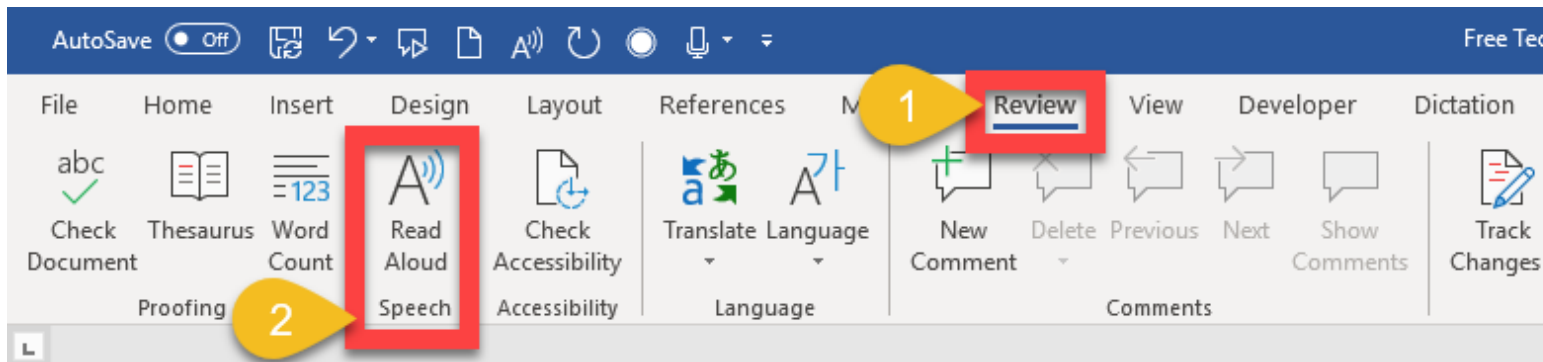 AutoSave Off Free Tec
File Home Insert Design Layout References M 1 Review View Developer Dictation
abc
123
a あ A 가
Check Document
Thesaurus
Word Count
Read Aloud
Check Accessibility
Translate
Language
New Comment
Delete
Previous
Next
Show Comments
Track Changes
Proofing 2 Speech Accessibility Language Comments